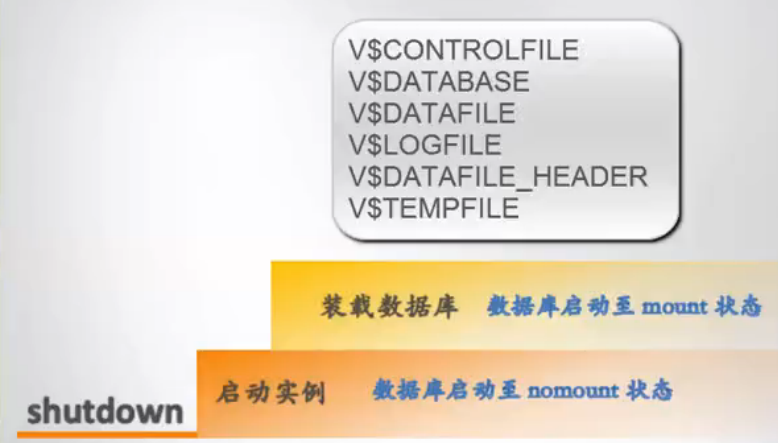 V$CONTROLFILE
V$DATABASE
V$DATAFILE
V$LOGFILE
V$DATAFILE_HEADER
V$TEMPFILE
装载数据库 数据库启动至 mount 状态
启动实例 数据库启动至 nomount 状态
shutdown